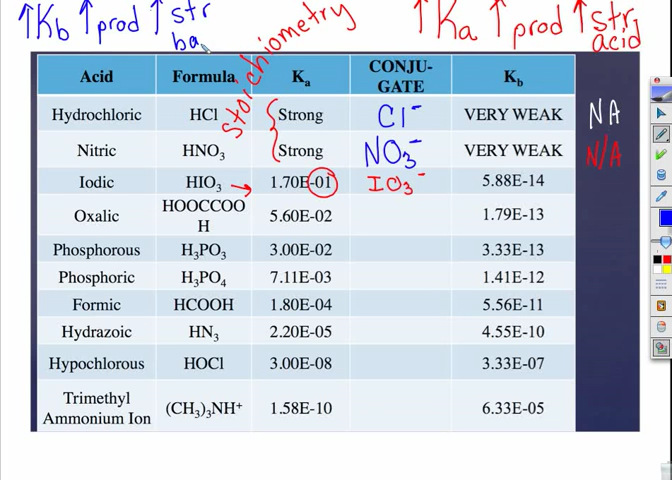 ↑Kb ↑prod ↑str ba
↑Ka ↑prod ↑str acid
stoichiometry
Acid Formula Ka CONJU-GATE Kb
Hydrochloric HCl Strong Cl⁻ VERY WEAK NA
Nitric HNO₃ Strong NO₃⁻ VERY WEAK N/A
Iodic HIO₃ → 1.70E-01 IO₃⁻ 5.88E-14
Oxalic HOOCCOOH 5.60E-02 1.79E-13
Phosphorous H₃PO₃ 3.00E-02 3.33E-13
Phosphoric H₃PO₄ 7.11E-03 1.41E-12
Formic HCOOH 1.80E-04 5.56E-11
Hydrazoic HN₃ 2.20E-05 4.55E-10
Hypochlorous HOCl 3.00E-08 3.33E-07
Trimethyl Ammonium Ion (CH₃)₃NH⁺ 1.58E-10 6.33E-05